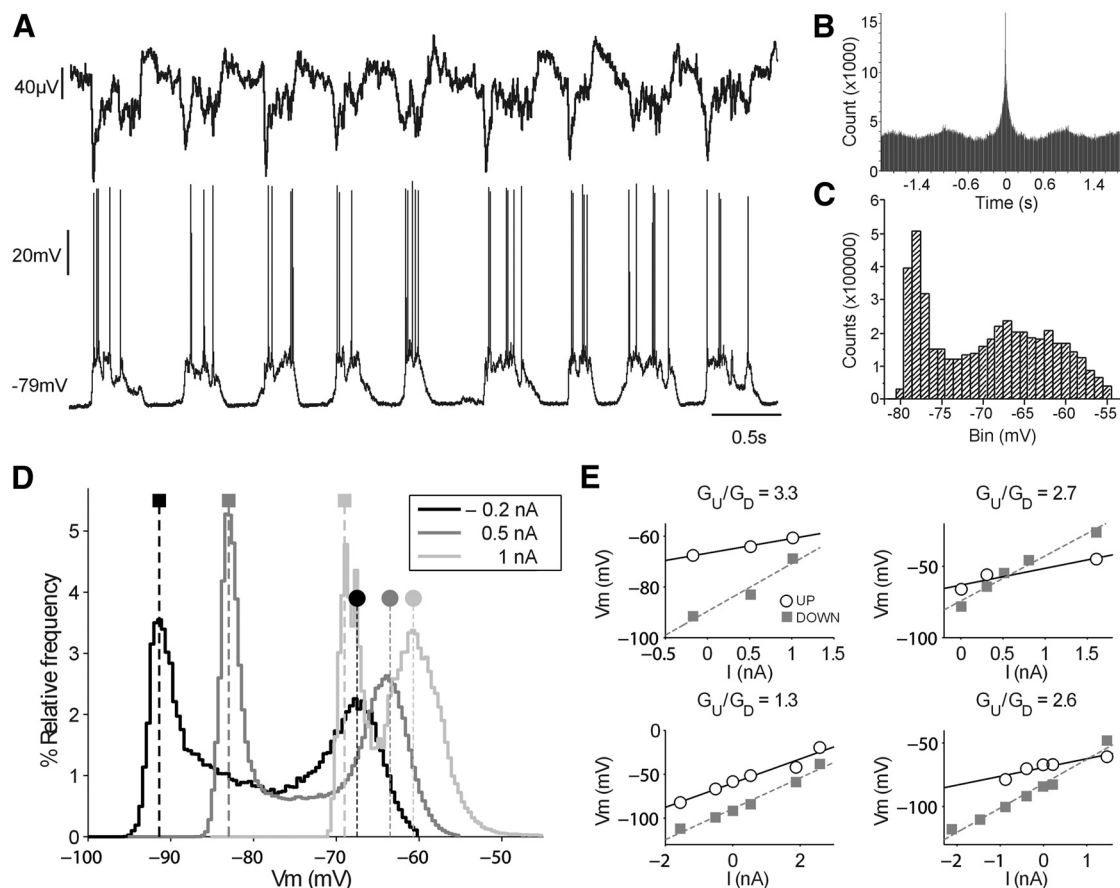 A
40µV
20mV
-79mV
0.5s
B
Count (x1000)
15
10
5
0
-1.4 -0.6 0 0.6 1.4
Time (s)
C
Counts (x100000)
6
5
4
3
2
1
0
-80 -75 -70 -65 -60 -55
Bin (mV)
D
% Relative frequency
5
4
3
2
1
0
−100 −90 −80 −70 −60 −50
Vm (mV)
− 0.2 nA
0.5 nA
1 nA
E
GU/GD = 3.3
Vm (mV)
−60
−80
−100
−0.5 0 0.5 1.0 1.5
I (nA)
UP
DOWN
GU/GD = 2.7
Vm (mV)
−50
−100
0 0.5 1.0 1.5
I (nA)
GU/GD = 1.3
Vm (mV)
0
−50
−100
−2 0 2
I (nA)
GU/GD = 2.6
Vm (mV)
−50
−100
−2 −1 0 1
I (nA)